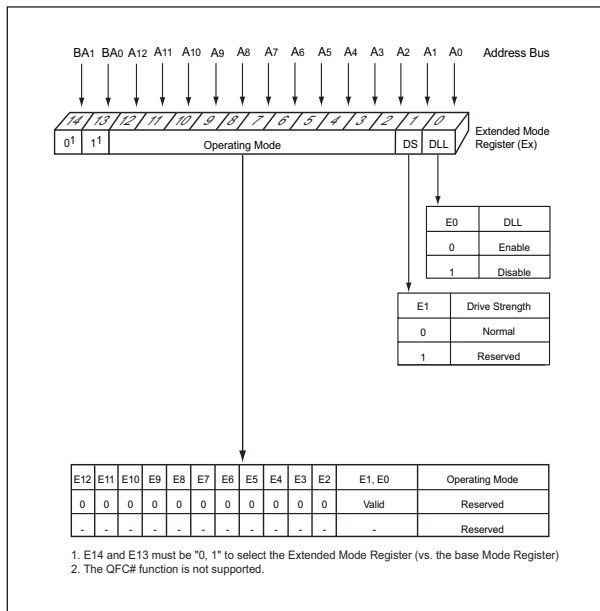 BA1 BA0 A12 A11 A10 A9 A8 A7 A6 A5 A4 A3 A2 A1 A0 Address Bus
14 13 12 11 10 9 8 7 6 5 4 3 2 1 0
Extended Mode
Register (Ex)
0¹ 1¹ Operating Mode DS DLL
E0 DLL
0 Enable
1 Disable
E1 Drive Strength
0 Normal
1 Reserved
E12 E11 E10 E9 E8 E7 E6 E5 E4 E3 E2 E1, E0 Operating Mode
0 0 0 0 0 0 0 0 0 0 0 Valid Reserved
- - - - - - - - - - - - Reserved
1. E14 and E13 must be "0, 1" to select the Extended Mode Register (vs. the base Mode Register)
2. The QFC# function is not supported.